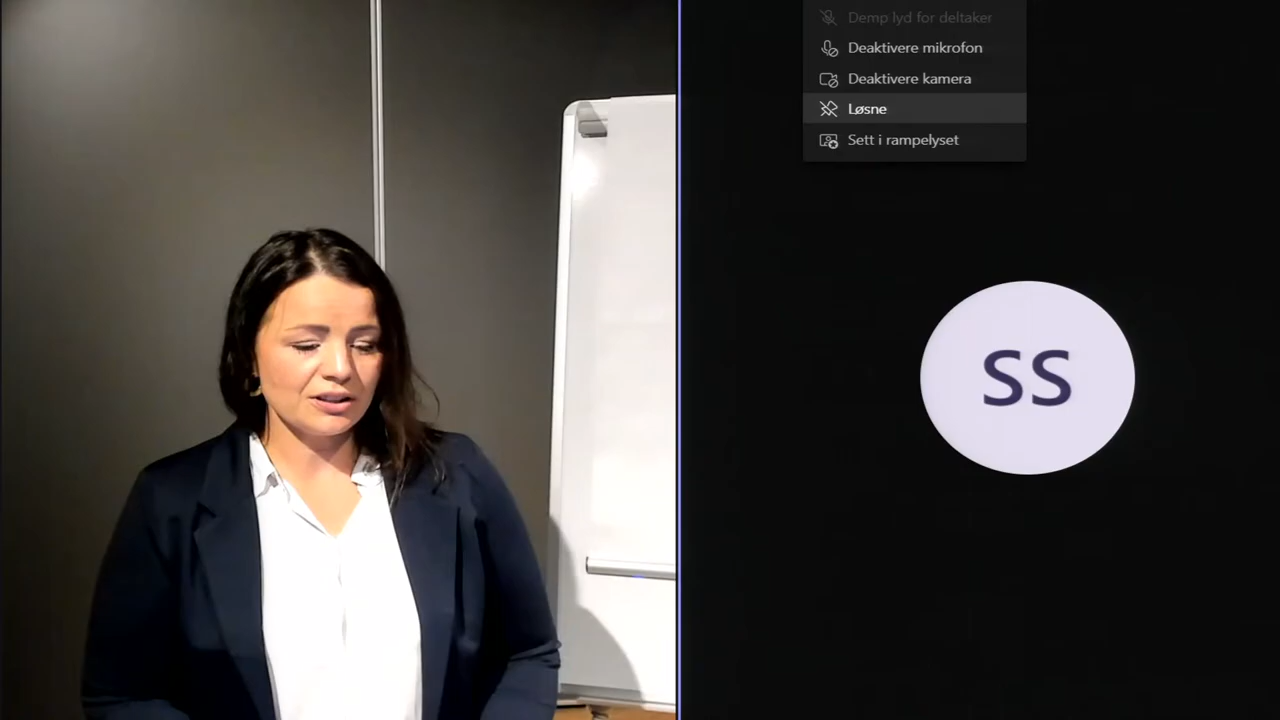 Demp lyd for deltaker
Deaktivere mikrofon
Deaktivere kamera
Løsne
Sett i rampelyset
SS